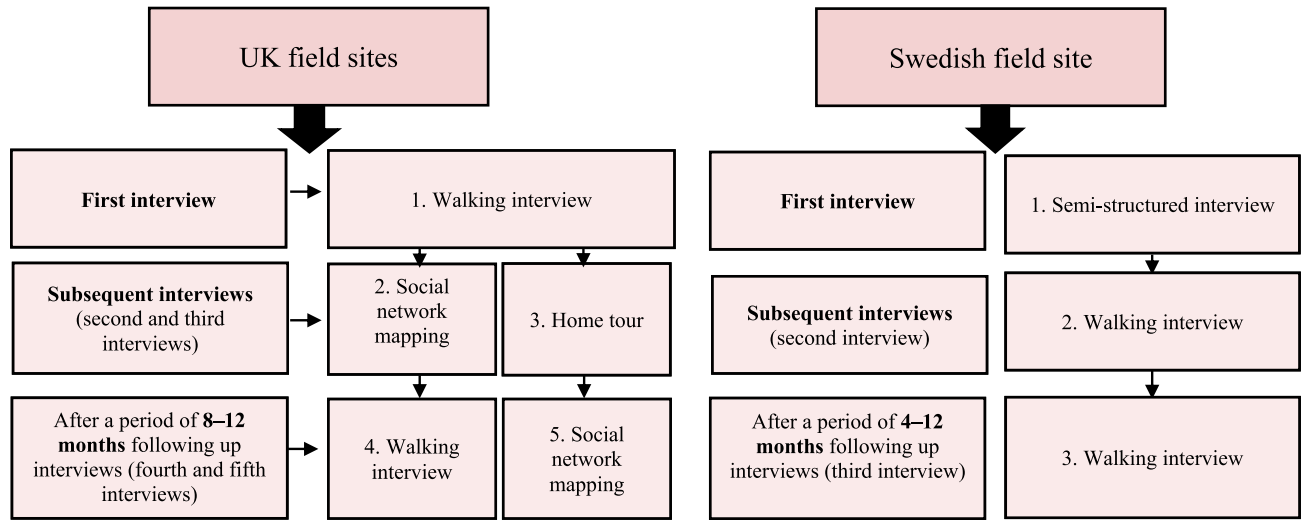 UK field sites
Swedish field site
First interview
1. Walking interview
First interview
1. Semi-structured interview
Subsequent interviews
(second and third
interviews)
2. Social
network
mapping
3. Home tour
Subsequent interviews
(second interview)
2. Walking interview
After a period of 8–12
months following up
interviews (fourth and fifth
interviews)
4. Walking
interview
5. Social
network
mapping
After a period of 4–12
months following up
interviews (third interview)
3. Walking interview